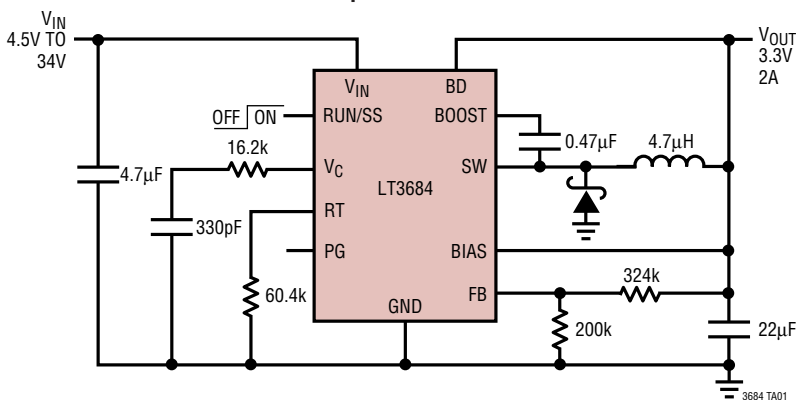 VIN
4.5V TO
34V
VOUT
3.3V
2A
VIN
BD
OFF ON
RUN/SS
BOOST
0.47µF
4.7µH
16.2k
4.7µF
VC
LT3684
SW
RT
330pF
PG
BIAS
60.4k
324k
FB
GND
200k
22µF
3684 TA01